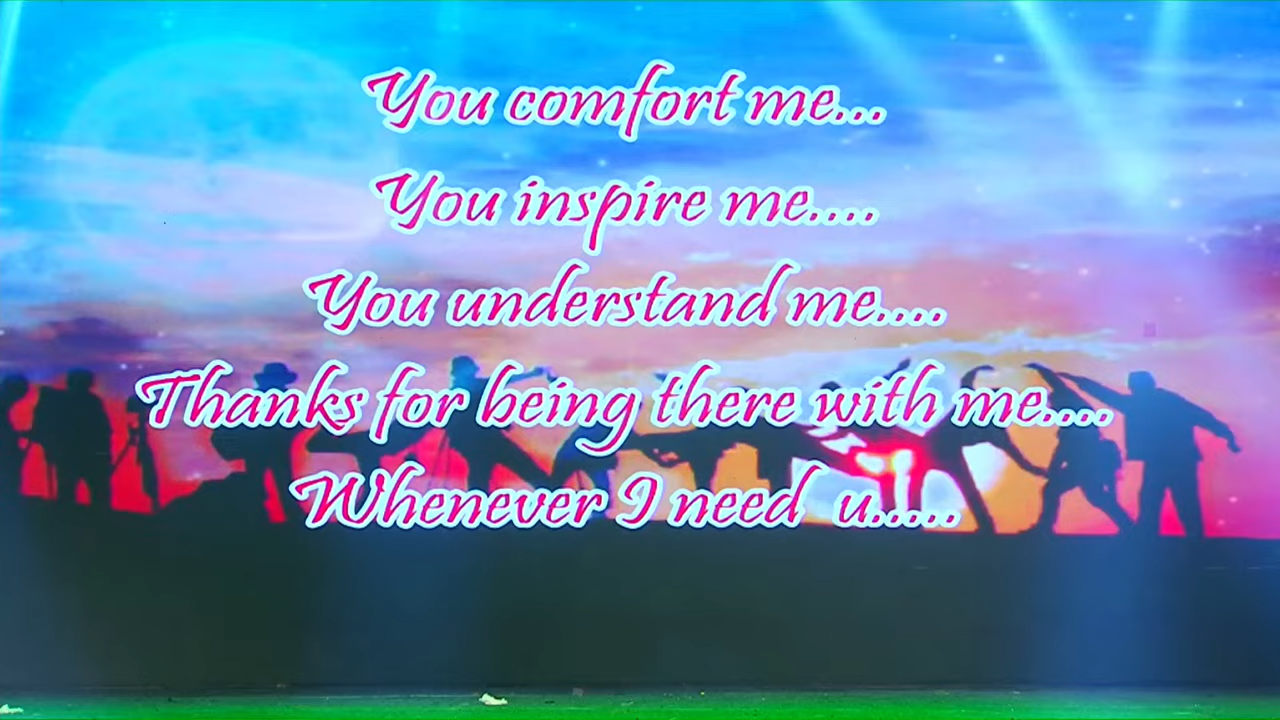 You comfort me...
You inspire me....
You understand me....
Thanks for being there with me....
Whenever I need  u.....